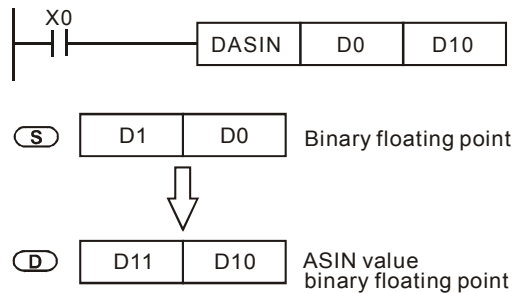 X0
DASIN D0 D10
S D1 D0 Binary floating point
D D11 D10 ASIN value
binary floating point